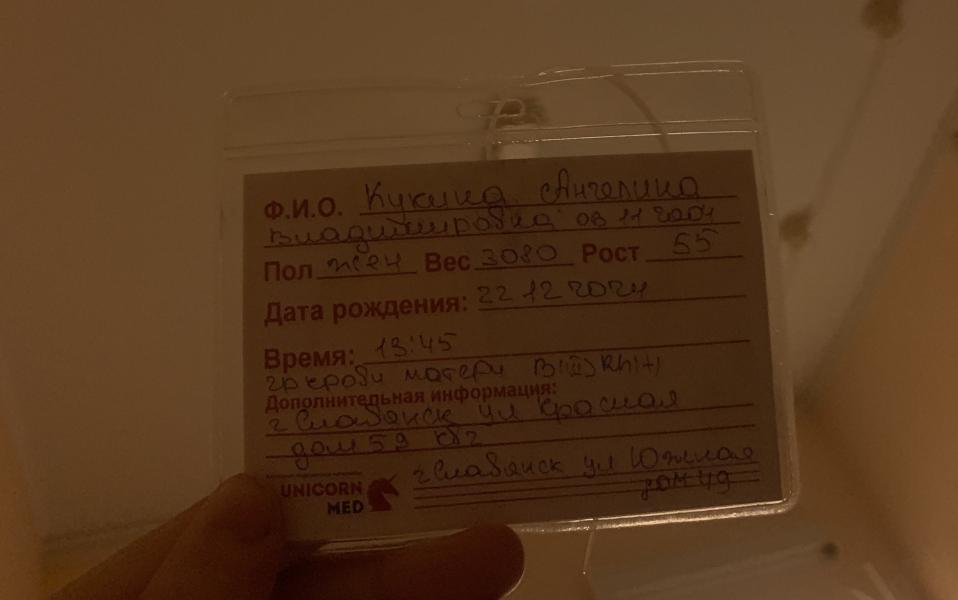 Ф.И.О. Кукина Ангелина
Владимировна 08 11 2004
Пол жен Вес 3080 Рост 55
Дата рождения: 22 12 2024
Время: 13:45
гр крови матери B(III) Rh(+)
Дополнительная информация:
г Славянск ул Красная
дом 59 кв 2
г Славянск ул Южная
дом 49
UNICORN
MED